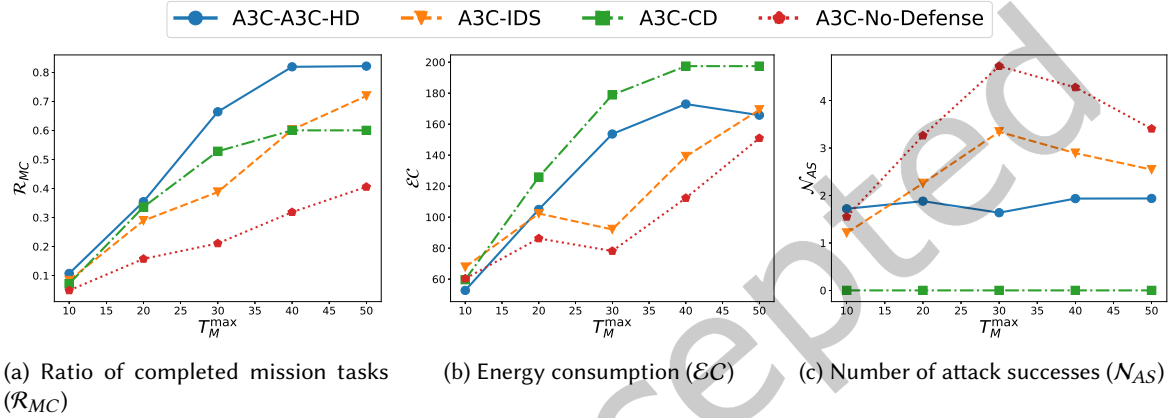 A3C-A3C-HD A3C-IDS A3C-CD A3C-No-Defense
0.8
0.7
0.6
0.5
0.4
0.3
0.2
0.1
R_MC
10 15 20 25 30 35 40 45 50
T_M^max
200
180
160
140
120
100
80
60
EC
10 15 20 25 30 35 40 45 50
T_M^max
4
3
2
1
0
N_AS
10 15 20 25 30 35 40 45 50
T_M^max
(a) Ratio of completed mission tasks
(R_MC)
(b) Energy consumption (EC)
(c) Number of attack successes (N_AS)
cepted